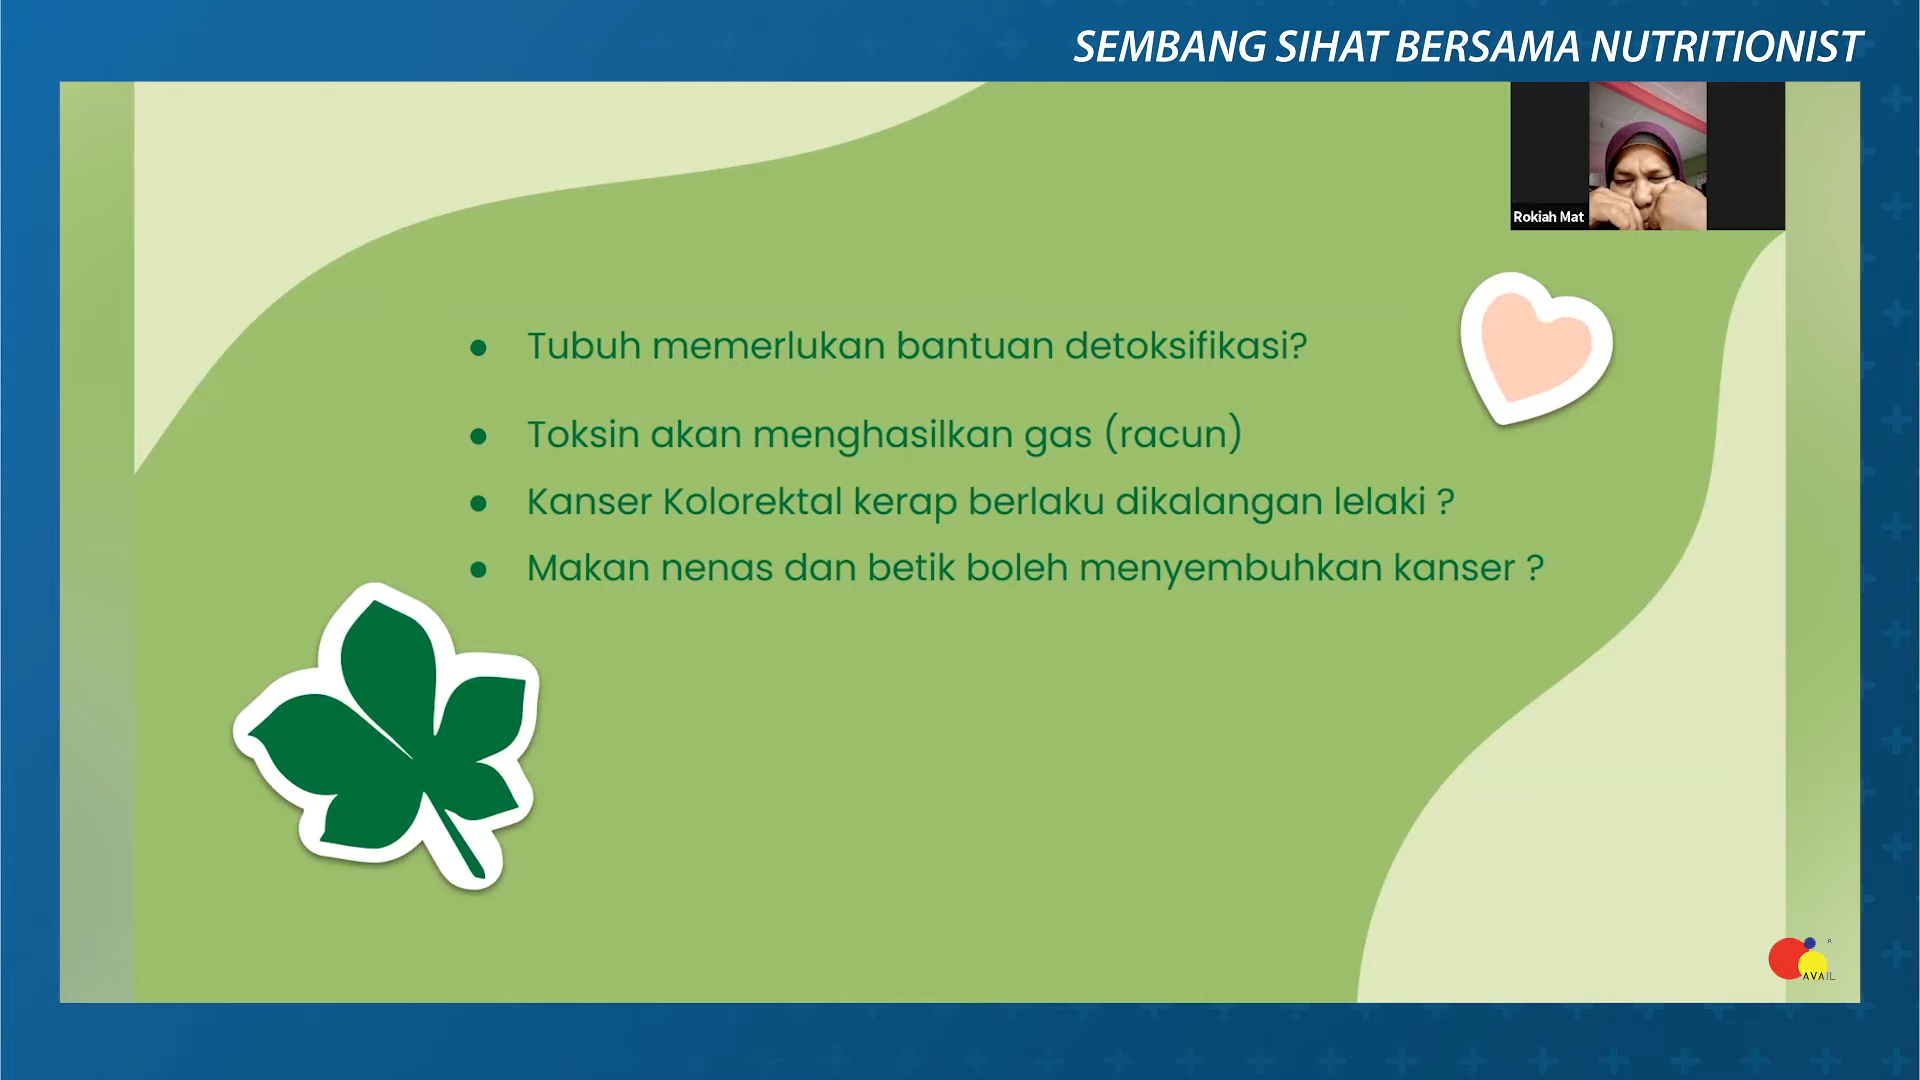 SEMBANG SIHAT BERSAMA NUTRITIONIST
Rokiah Mat
● Tubuh memerlukan bantuan detoksifikasi?
● Toksin akan menghasilkan gas (racun)
● Kanser Kolorektal kerap berlaku dikalangan lelaki ?
● Makan nenas dan betik boleh menyembuhkan kanser ?
R
AVAIL